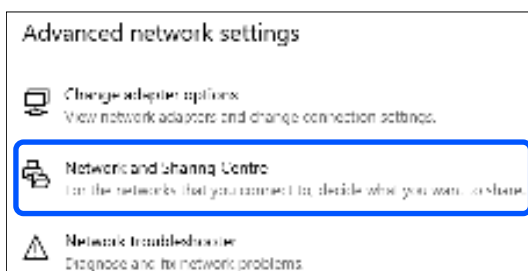 Advanced network settings
Change adapter options
View network adapters and change connection settings.
Network and Sharing Centre
For the networks that you connect to, decide what you want to share.
Network troubleshooter
Diagnose and fix network problems.